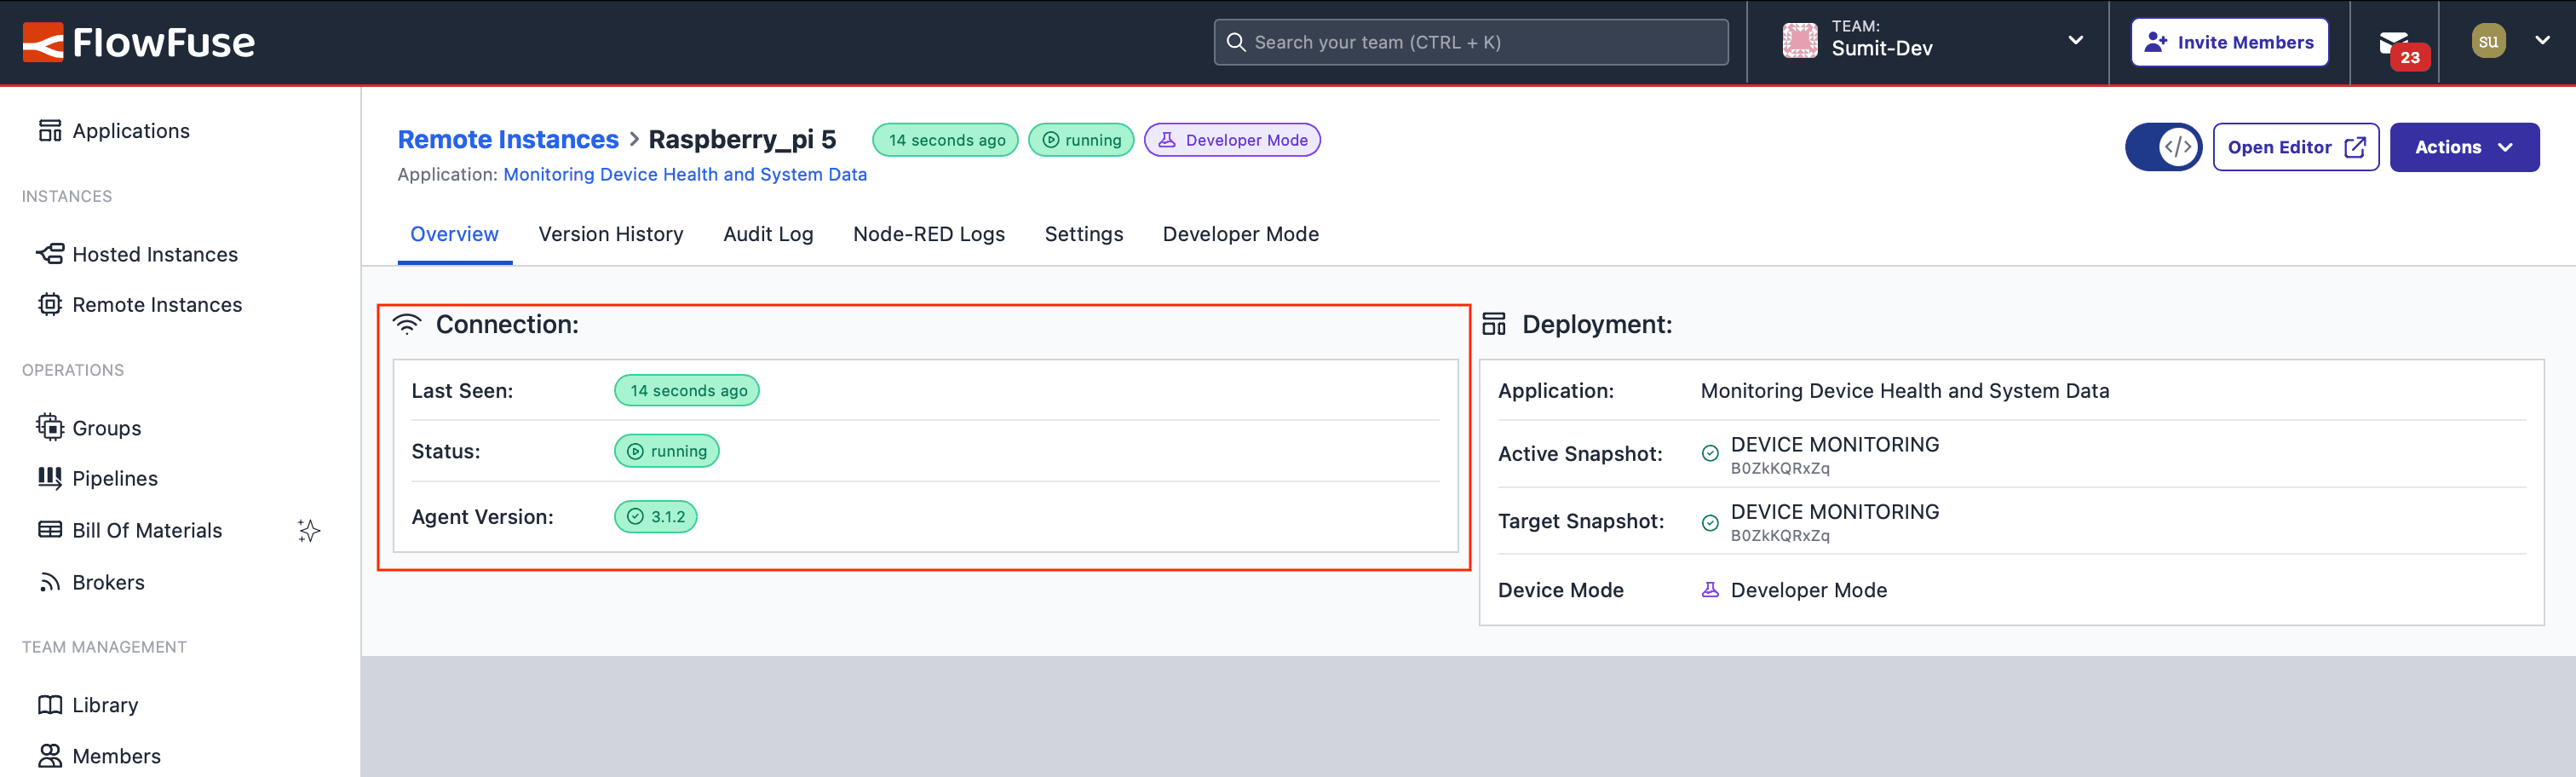 FlowFuse
Search your team (CTRL + K)
TEAM:
Sumit-Dev
Invite Members
23
SU
Applications
INSTANCES
Hosted Instances
Remote Instances
OPERATIONS
Groups
Pipelines
Bill Of Materials
Brokers
TEAM MANAGEMENT
Library
Members
Remote Instances > Raspberry_pi 5
14 seconds ago
running
Developer Mode
Application: Monitoring Device Health and System Data
Open Editor
Actions
Overview
Version History
Audit Log
Node-RED Logs
Settings
Developer Mode
Connection:
Last Seen: 14 seconds ago
Status: running
Agent Version: 3.1.2
Deployment:
Application: Monitoring Device Health and System Data
Active Snapshot: DEVICE MONITORING
B0ZkKQRxZq
Target Snapshot: DEVICE MONITORING
B0ZkKQRxZq
Device Mode Developer Mode